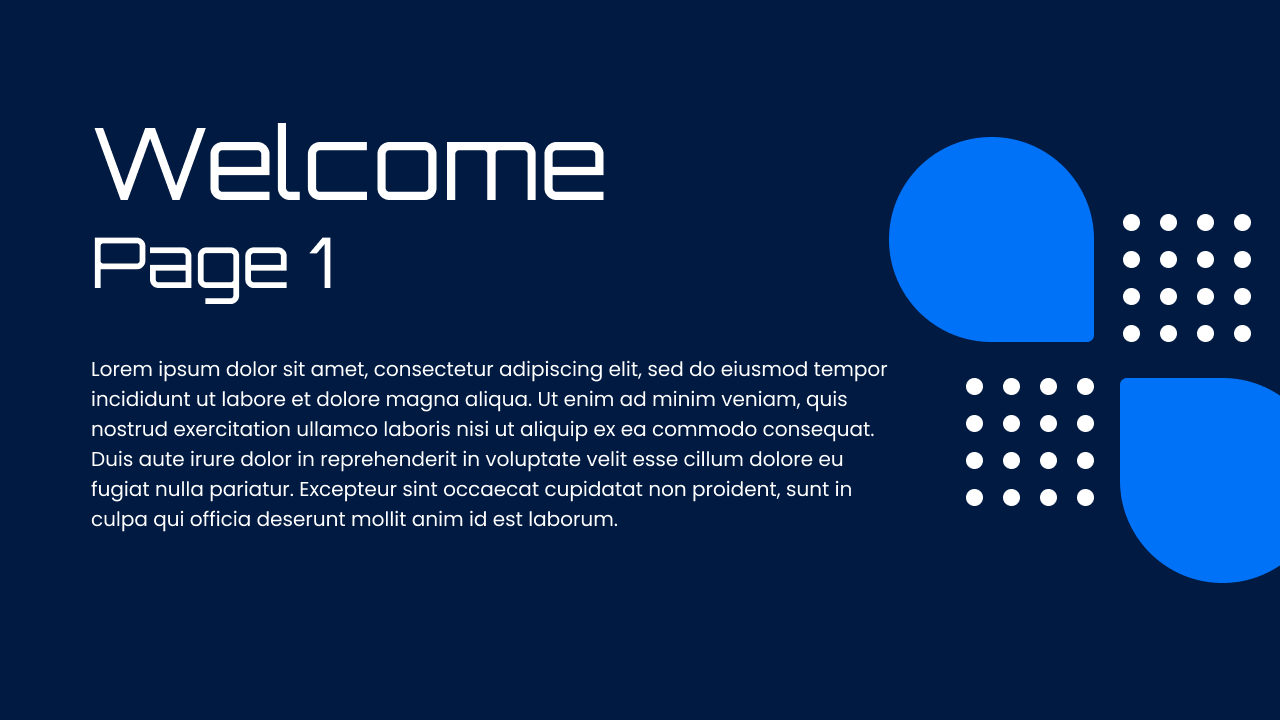 Welcome
Page 1
Lorem ipsum dolor sit amet, consectetur adipiscing elit, sed do eiusmod tempor
incididunt ut labore et dolore magna aliqua. Ut enim ad minim veniam, quis
nostrud exercitation ullamco laboris nisi ut aliquip ex ea commodo consequat.
Duis aute irure dolor in reprehenderit in voluptate velit esse cillum dolore eu
fugiat nulla pariatur. Excepteur sint occaecat cupidatat non proident, sunt in
culpa qui officia deserunt mollit anim id est laborum.